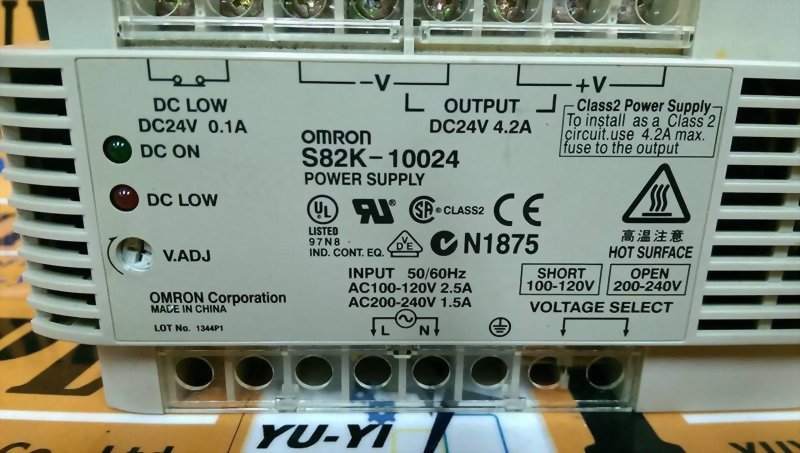 -V
+V
DC LOW
DC24V 0.1A
OUTPUT
DC24V 4.2A
Class2 Power Supply
To install as a Class 2
circuit.use 4.2A max.
fuse to the output
DC ON
OMRON
S82K-10024
POWER SUPPLY
DC LOW
UL
LISTED
97N8
IND. CONT. EQ.
SA ® CLASS2
CE
N1875
V.ADJ
高温注意
HOT SURFACE
INPUT 50/60Hz
AC100-120V 2.5A
AC200-240V 1.5A
SHORT
100-120V
OPEN
200-240V
VOLTAGE SELECT
OMRON Corporation
MADE IN CHINA
LOT No. 1344P1
L N
YU-YI
Co., Ltd